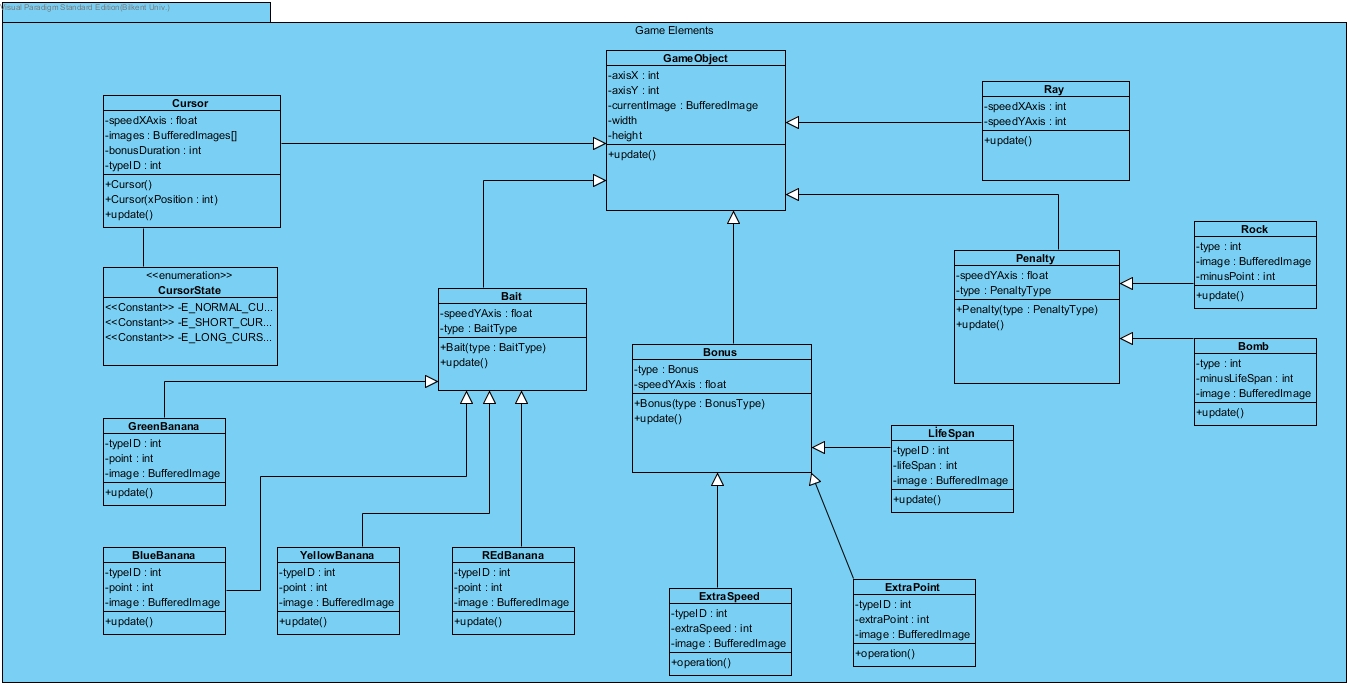 Visual Paradigm Standard Edition(Bilkent Univ.)
Game Elements
GameObject
-axisX : int
-axisY : int
-currentImage : BufferedImage
-width
-height
+update()
Cursor
-speedXAxis : float
-images : BufferedImages[]
-bonusDuration : int
-typeID : int
+Cursor()
+Cursor(xPosition : int)
+update()
Ray
-speedXAxis : int
-speedYAxis : int
+update()
<<enumeration>>
CursorState
<<Constant>> -E_NORMAL_CU...
<<Constant>> -E_SHORT_CUR...
<<Constant>> -E_LONG_CURS...
Bait
-speedYAxis : float
-type : BaitType
+Bait(type : BaitType)
+update()
Penalty
-speedYAxis : float
-type : PenaltyType
+Penalty(type : PenaltyType)
+update()
Rock
-type : int
-image : BufferedImage
-minusPoint : int
+update()
Bomb
-type : int
-minusLifeSpan : int
-image : BufferedImage
+update()
Bonus
-type : Bonus
-speedYAxis : float
+Bonus(type : BonusType)
+update()
GreenBanana
-typeID : int
-point : int
-image : BufferedImage
+update()
LİfeSpan
-typeID : int
-lifeSpan : int
-image : BufferedImage
+update()
BlueBanana
-typeID : int
-point : int
-image : BufferedImage
+update()
YellowBanana
-typeID : int
-point : int
-image : BufferedImage
+update()
REdBanana
-typeID : int
-point : int
-image : BufferedImage
+update()
ExtraSpeed
-typeID : int
-extraSpeed : int
-image : BufferedImage
+operation()
ExtraPoint
-typeID : int
-extraPoint : int
-image : BufferedImage
+operation()